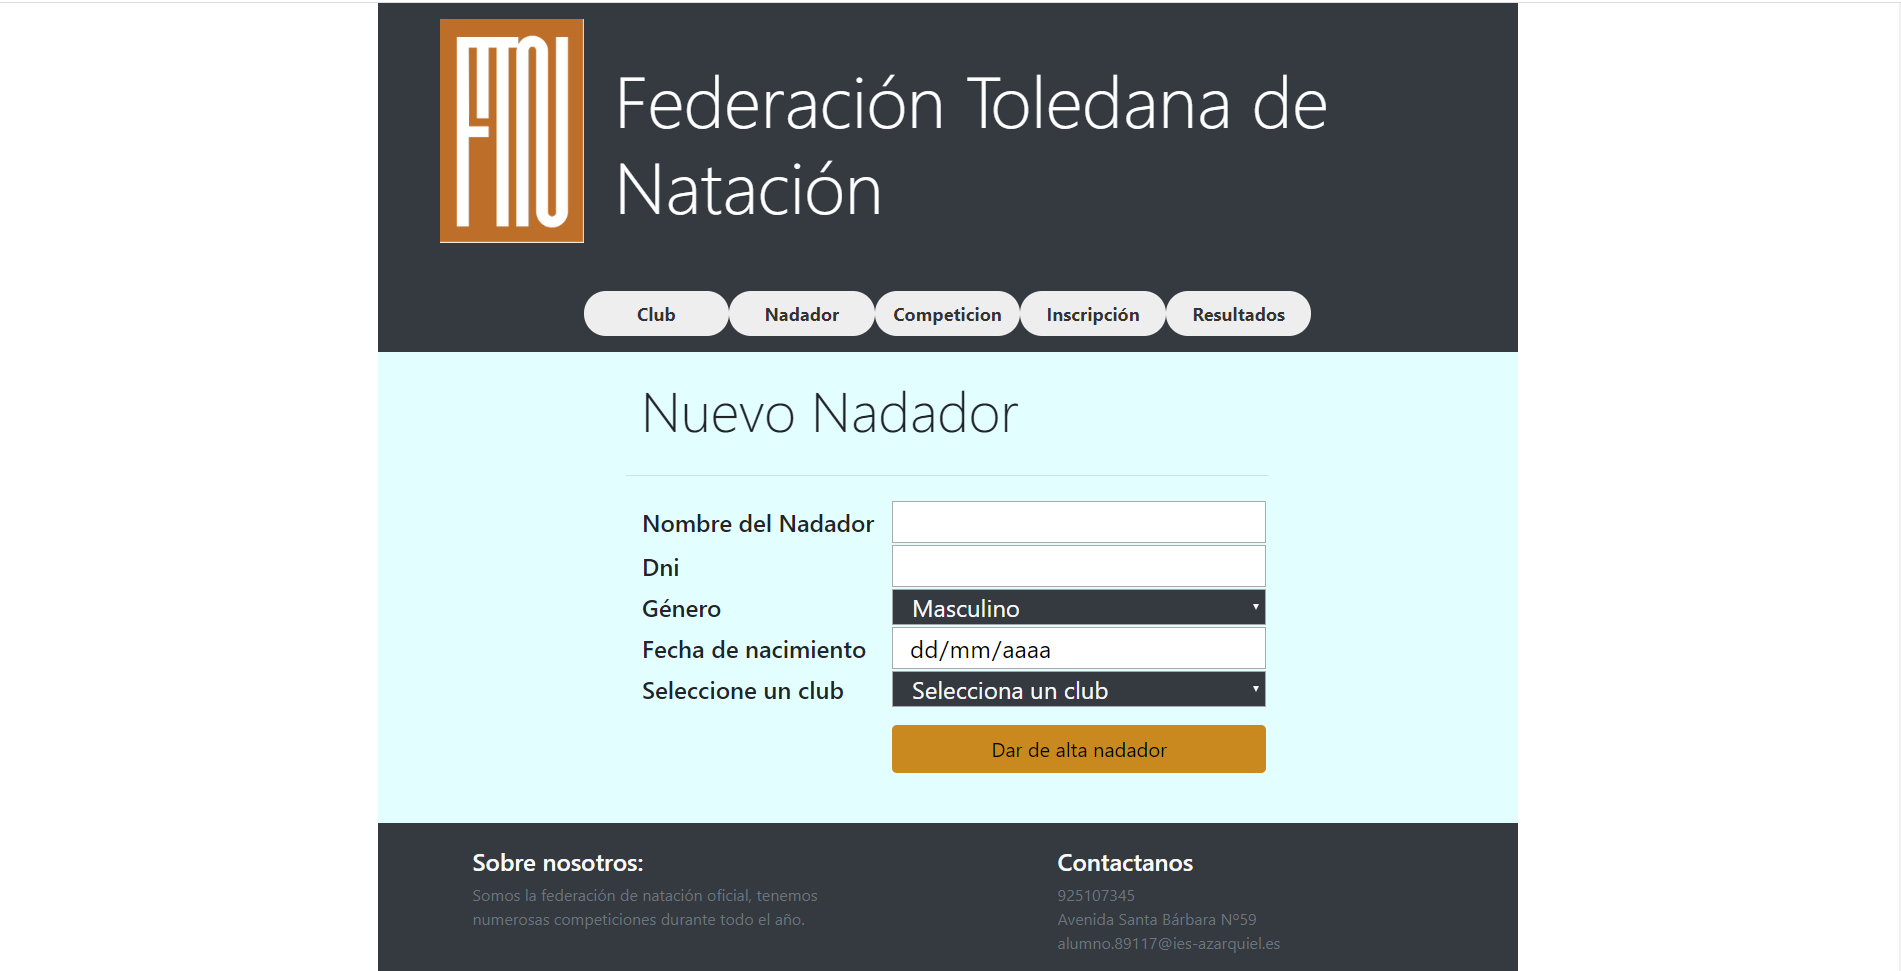 FTN
Federación Toledana de
Natación
Club Nadador Competicion Inscripción Resultados
Nuevo Nadador
Nombre del Nadador
Dni
Género Masculino
Fecha de nacimiento dd/mm/aaaa
Seleccione un club Selecciona un club
Dar de alta nadador
Sobre nosotros:
Somos la federación de natación oficial, tenemos
numerosas competiciones durante todo el año.
Contactanos
925107345
Avenida Santa Bárbara Nº59
alumno.89117@ies-azarquiel.es